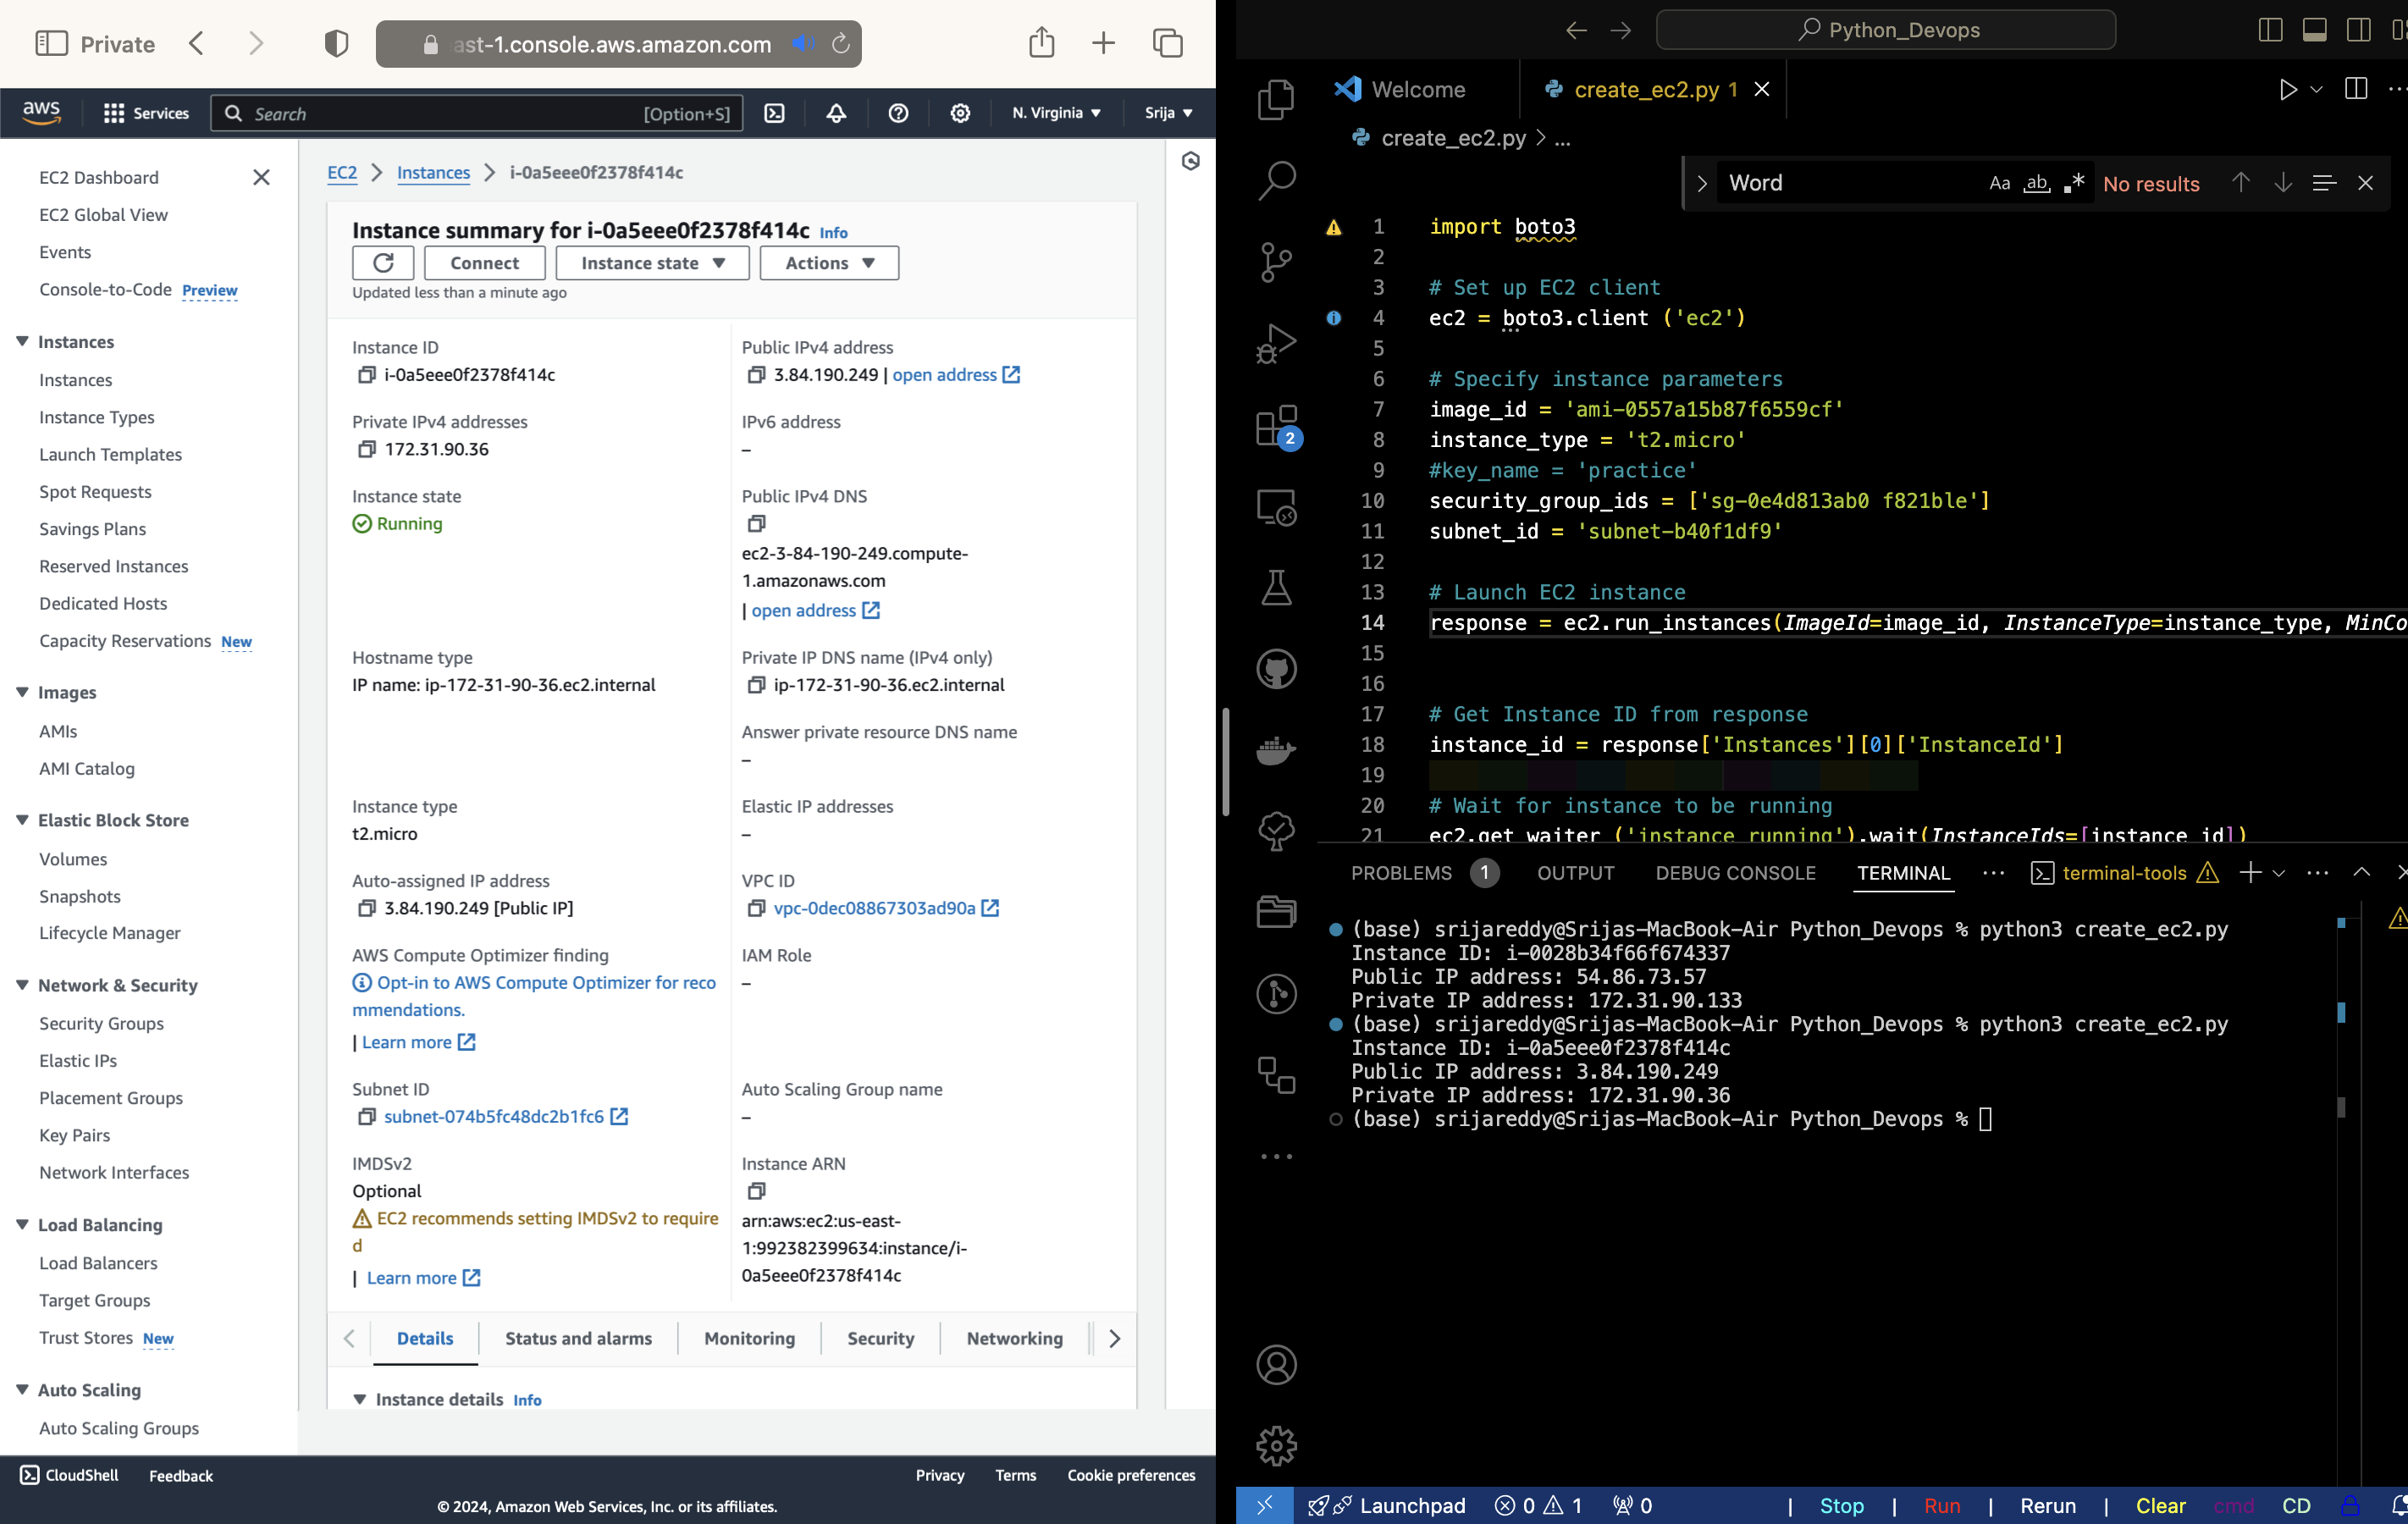 Private
ast-1.console.aws.amazon.com
aws
Services
Search
[Option+S]
N. Virginia
Srija
EC2 Dashboard
EC2 Global View
Events
Console-to-Code Preview
Instances
Instances
Instance Types
Launch Templates
Spot Requests
Savings Plans
Reserved Instances
Dedicated Hosts
Capacity Reservations New
Images
AMIs
AMI Catalog
Elastic Block Store
Volumes
Snapshots
Lifecycle Manager
Network & Security
Security Groups
Elastic IPs
Placement Groups
Key Pairs
Network Interfaces
Load Balancing
Load Balancers
Target Groups
Trust Stores New
Auto Scaling
Auto Scaling Groups
EC2 > Instances > i-0a5eee0f2378f414c
Instance summary for i-0a5eee0f2378f414c Info
Connect
Instance state
Actions
Updated less than a minute ago
Instance ID
i-0a5eee0f2378f414c
Public IPv4 address
3.84.190.249 | open address
Private IPv4 addresses
172.31.90.36
IPv6 address
–
Instance state
Running
Public IPv4 DNS
ec2-3-84-190-249.compute-
1.amazonaws.com
| open address
Hostname type
IP name: ip-172-31-90-36.ec2.internal
Private IP DNS name (IPv4 only)
ip-172-31-90-36.ec2.internal
Answer private resource DNS name
–
Instance type
t2.micro
Elastic IP addresses
–
Auto-assigned IP address
3.84.190.249 [Public IP]
VPC ID
vpc-0dec08867303ad90a
AWS Compute Optimizer finding
Opt-in to AWS Compute Optimizer for reco
mmendations.
| Learn more
IAM Role
–
Subnet ID
subnet-074b5fc48dc2b1fc6
Auto Scaling Group name
–
IMDSv2
Optional
EC2 recommends setting IMDSv2 to require
d
| Learn more
Instance ARN
arn:aws:ec2:us-east-
1:992382399634:instance/i-
0a5eee0f2378f414c
Details
Status and alarms
Monitoring
Security
Networking
Instance details Info
CloudShell
Feedback
Privacy
Terms
Cookie preferences
© 2024, Amazon Web Services, Inc. or its affiliates.
Python_Devops
Welcome
create_ec2.py 1
create_ec2.py > ...
Word
Aa
ab
No results
2
1 import boto3
2
3 # Set up EC2 client
4 ec2 = boto3.client ('ec2')
5
6 # Specify instance parameters
7 image_id = 'ami-0557a15b87f6559cf'
8 instance_type = 't2.micro'
9 #key_name = 'practice'
10 security_group_ids = ['sg-0e4d813ab0 f821ble']
11 subnet_id = 'subnet-b40f1df9'
12
13 # Launch EC2 instance
14 response = ec2.run_instances(ImageId=image_id, InstanceType=instance_type, MinCo
15
16
17 # Get Instance ID from response
18 instance_id = response['Instances'][0]['InstanceId']
19
20 # Wait for instance to be running
21 ec2.get_waiter ('instance_running').wait(InstanceIds=[instance_id])
PROBLEMS 1
OUTPUT
DEBUG CONSOLE
TERMINAL
terminal-tools
(base) srijareddy@Srijas-MacBook-Air Python_Devops % python3 create_ec2.py
Instance ID: i-0028b34f66f674337
Public IP address: 54.86.73.57
Private IP address: 172.31.90.133
(base) srijareddy@Srijas-MacBook-Air Python_Devops % python3 create_ec2.py
Instance ID: i-0a5eee0f2378f414c
Public IP address: 3.84.190.249
Private IP address: 172.31.90.36
(base) srijareddy@Srijas-MacBook-Air Python_Devops %
Launchpad
0
1
0
| Stop | Run | Rerun | Clear cmd CD